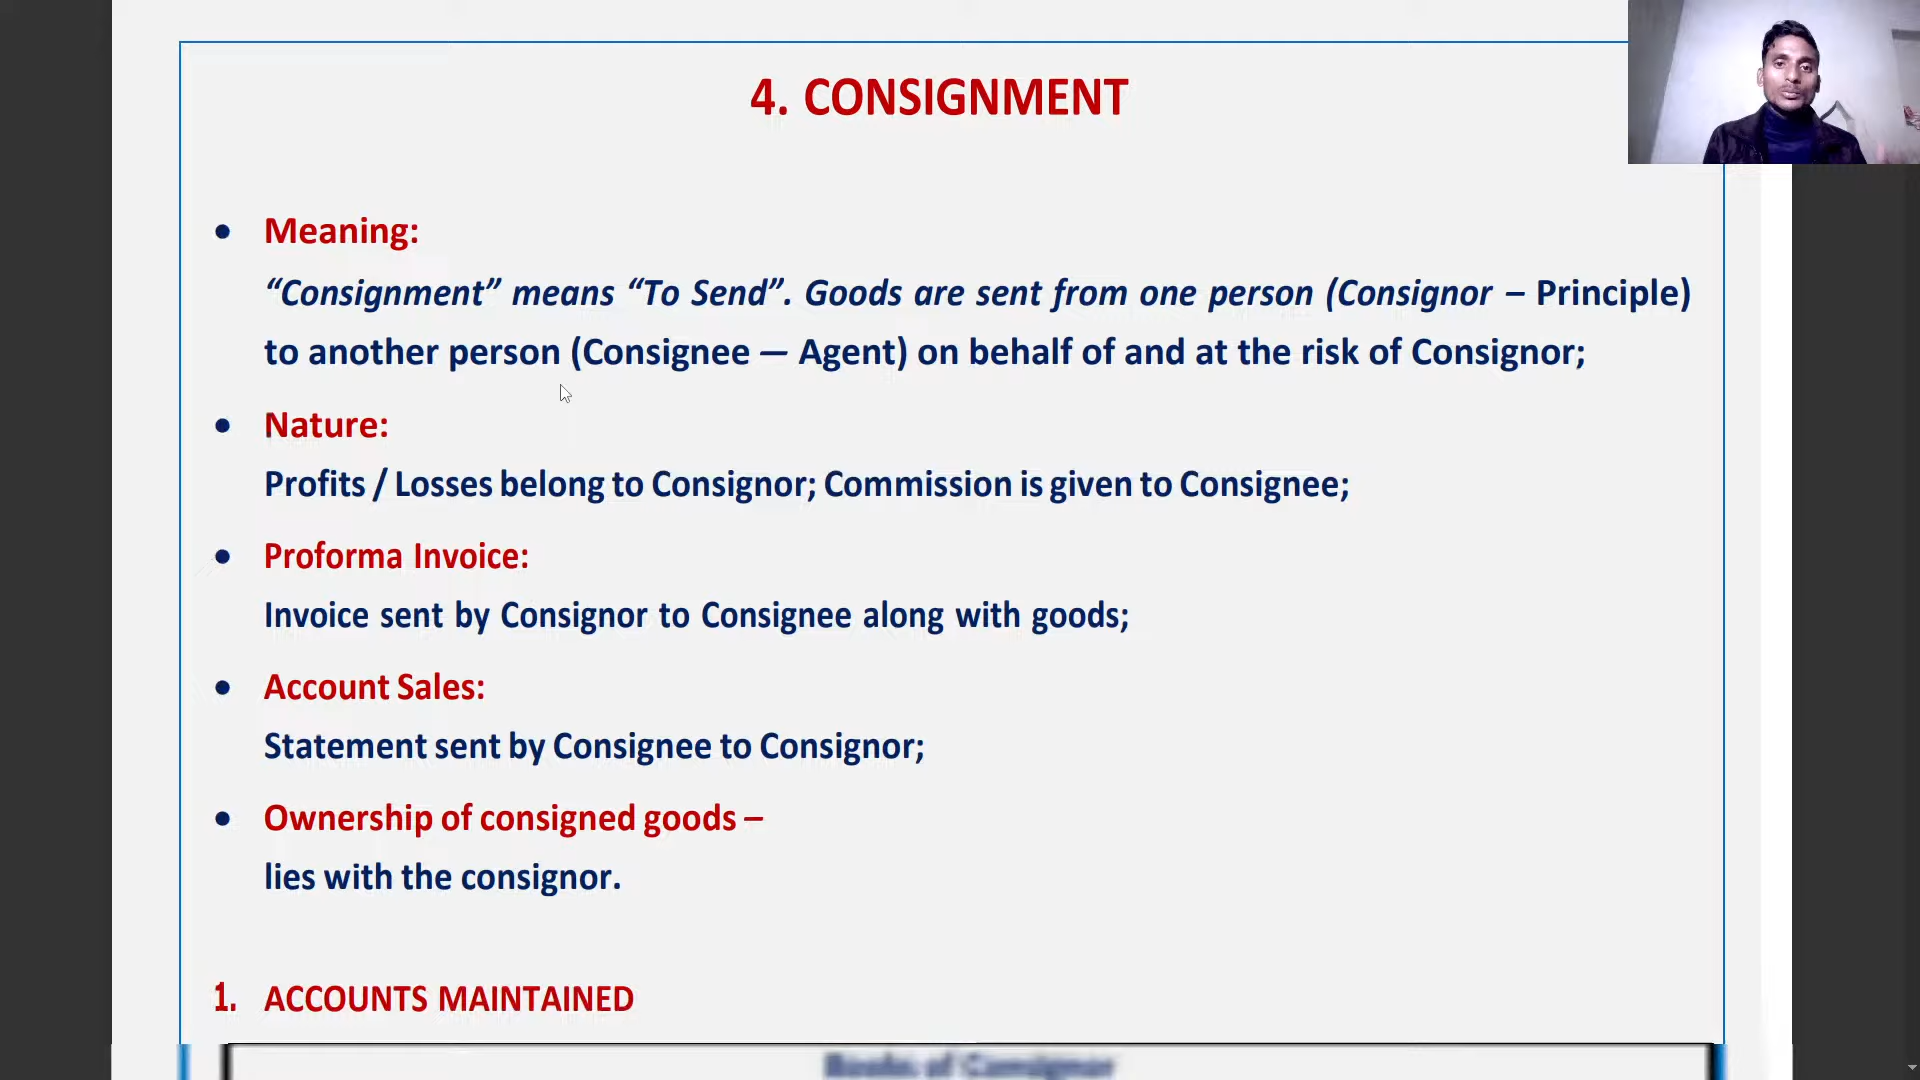 4. CONSIGNMENT
• Meaning:
“Consignment” means “To Send”. Goods are sent from one person (Consignor – Principle)
to another person (Consignee — Agent) on behalf of and at the risk of Consignor;
• Nature:
Profits / Losses belong to Consignor; Commission is given to Consignee;
• Proforma Invoice:
Invoice sent by Consignor to Consignee along with goods;
• Account Sales:
Statement sent by Consignee to Consignor;
• Ownership of consigned goods –
lies with the consignor.
1. ACCOUNTS MAINTAINED
Books of Consignor